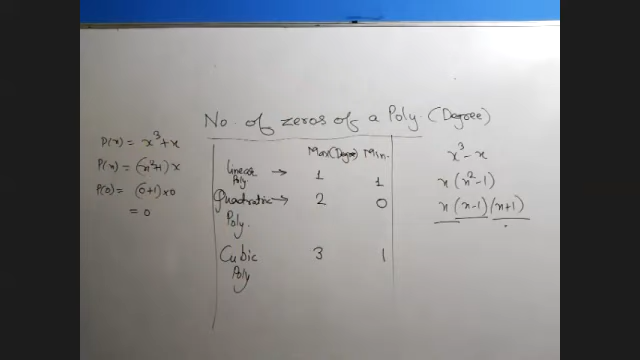 No. of zeros of a Poly. (Degree)
P(x) = x³ + x
P(x) = (x²+1) x
P(0) = (0+1) x 0
= 0
Max (Degree) Min.
Linear Poly. → 1 1
Quadratic Poly. → 2 0
Cubic Poly 3 1
x³ - x
x (x² - 1)
x (x-1) (x+1)